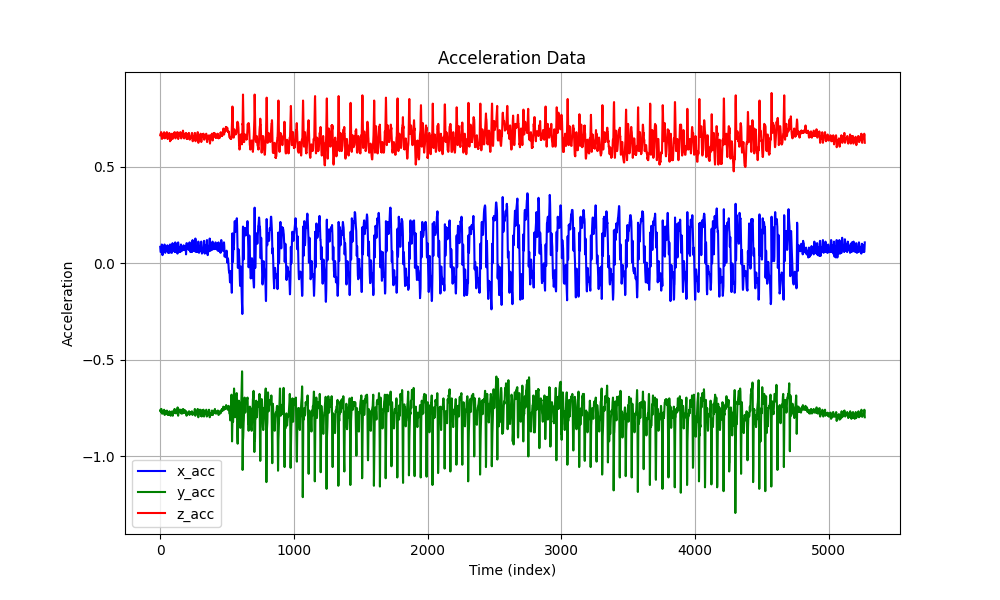 Acceleration Data
Acceleration
0.5
0.0
−0.5
−1.0
x_acc
y_acc
z_acc
0 1000 2000 3000 4000 5000
Time (index)